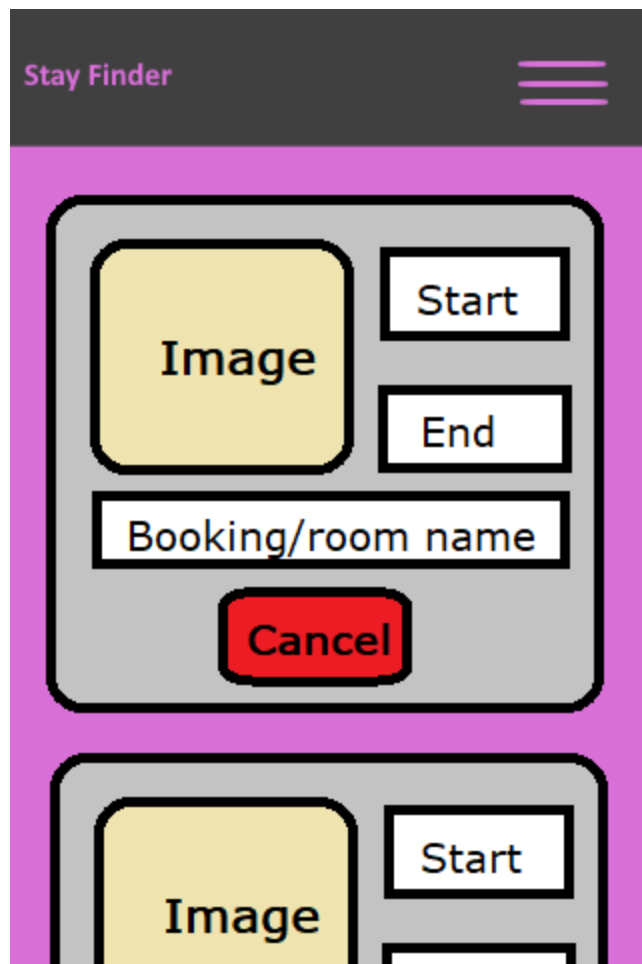 Stay Finder
Image
Start
End
Booking/room name
Cancel
Image
Start